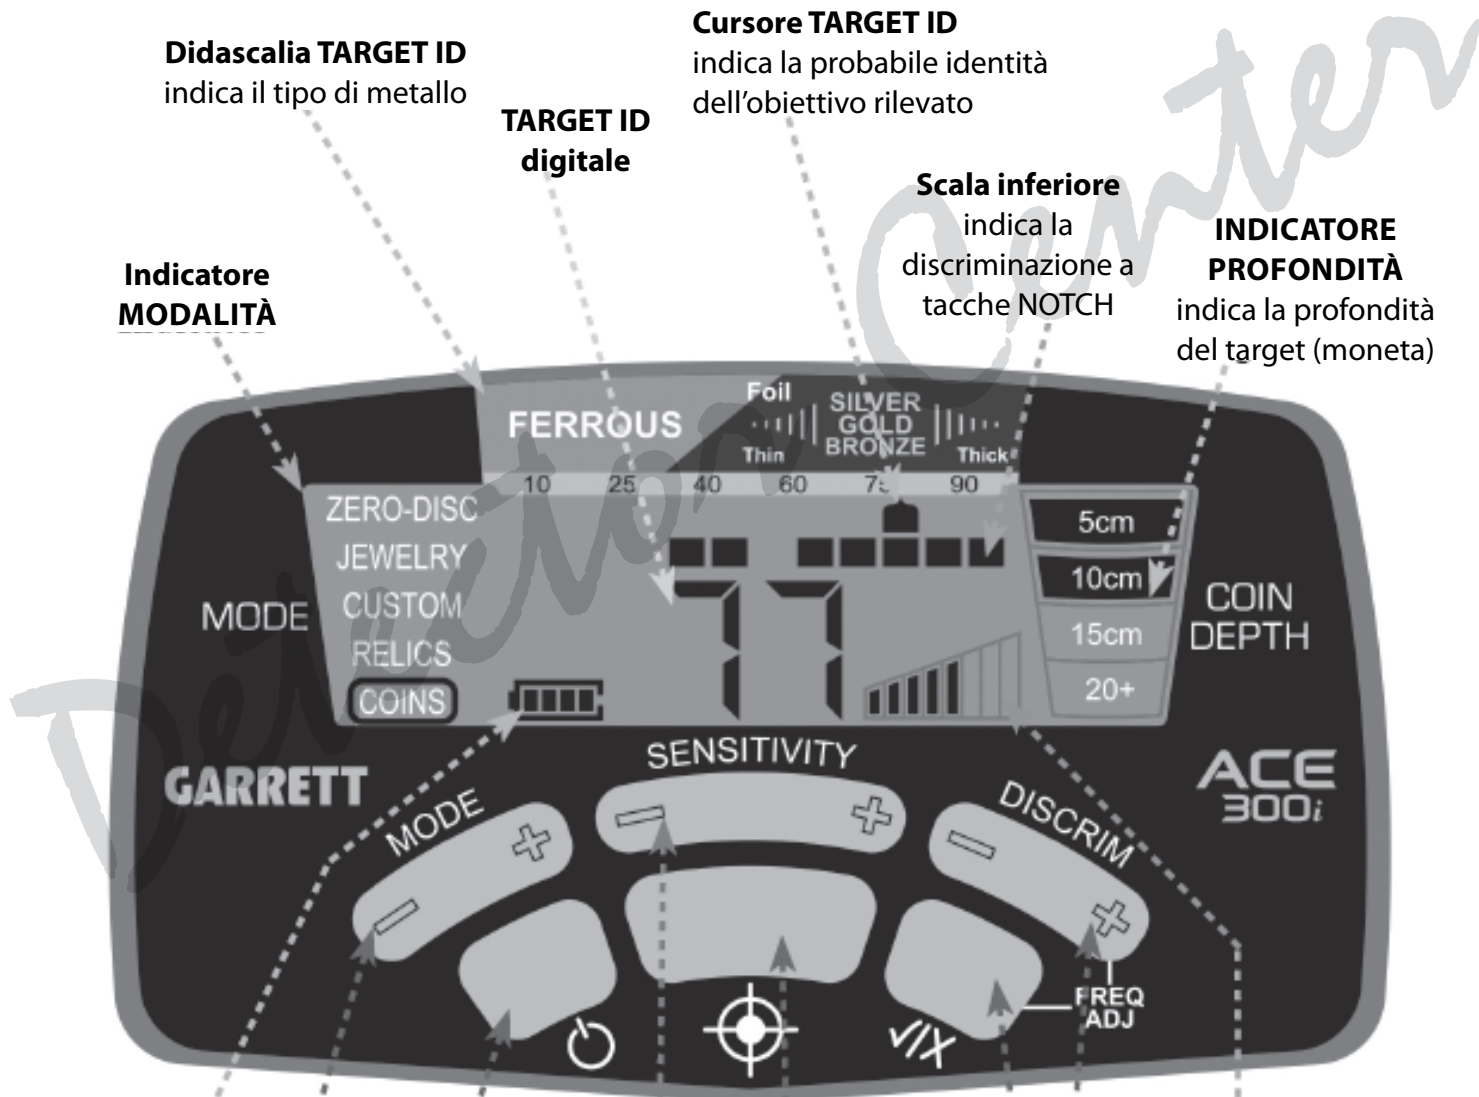 Didascalia TARGET ID
indica il tipo di metallo
Cursore TARGET ID
indica la probabile identità
dell'obiettivo rilevato
TARGET ID
digitale
Scala inferiore
indica la
discriminazione a
tacche NOTCH
INDICATORE
PROFONDITÀ
indica la profondità
del target (moneta)
Indicatore
MODALITÀ
FERROUS
Foil
Thin
SILVER
GOLD
BRONZE
Thick
10 25 40 60 75 90
ZERO-DISC
JEWELRY
CUSTOM
RELICS
COINS
MODE
77
5cm
10cm
15cm
20+
COIN
DEPTH
GARRETT
ACE
300i
MODE
SENSITIVITY
DISCRIM
FREQ
ADJ
√/X
Detector Center